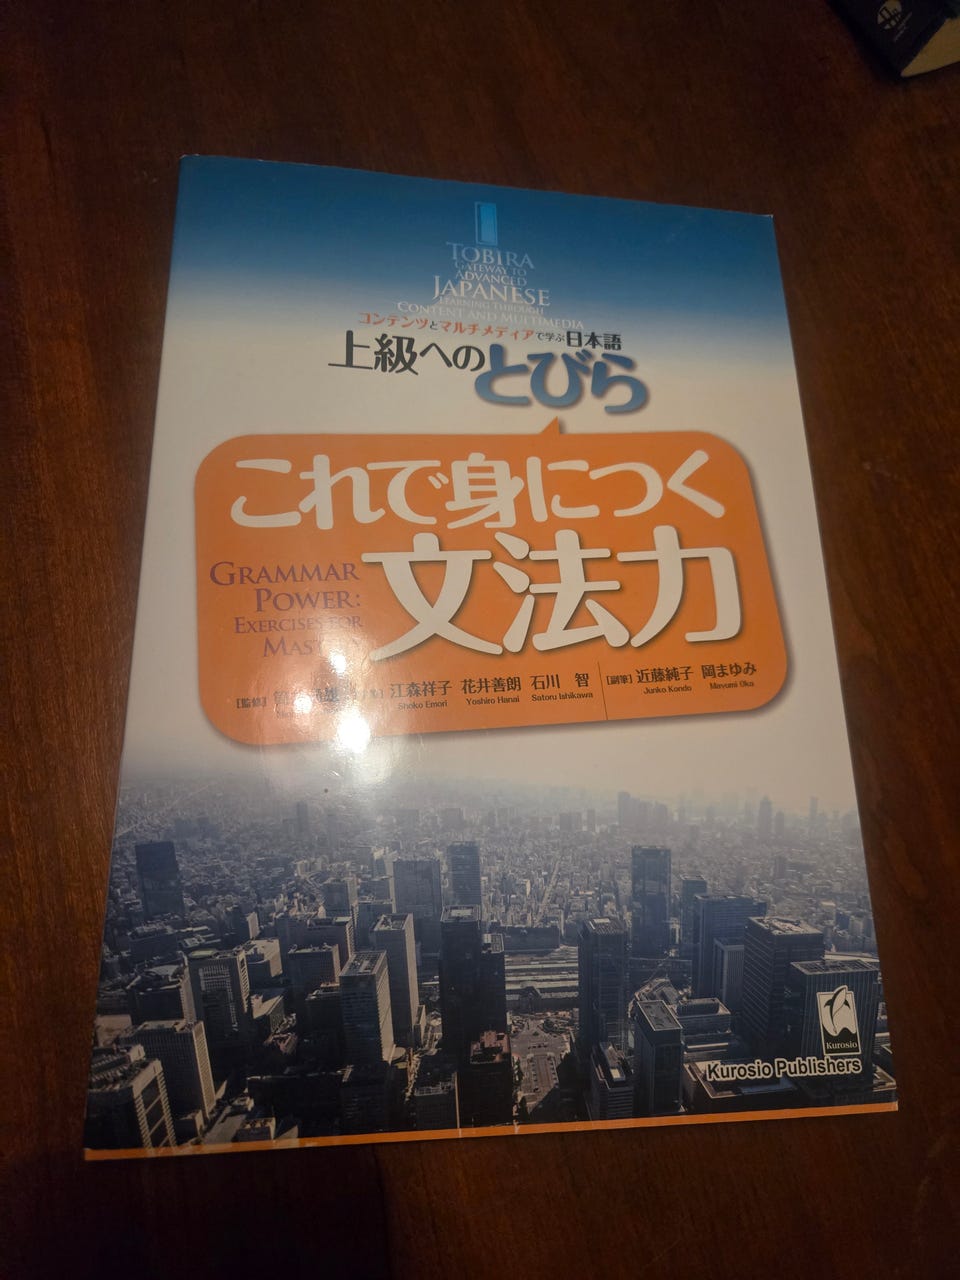 TOBIRA
GATEWAY TO
ADVANCED
JAPANESE
LEARNING THROUGH
CONTENT AND MULTIMEDIA
コンテンツとマルチメディアで学ぶ日本語
上級へのとびら
これで身につく
文法力
GRAMMAR
POWER:
EXERCISES FOR
[監修] 江森祥子 花井善朗 石川 智 [副筆] 近藤純子 岡まゆみ
Shoko Emori Yoshiro Hanai Satoru Ishikawa Junko Kondo Mayumi Oka
Kurosio
Kurosio Publishers